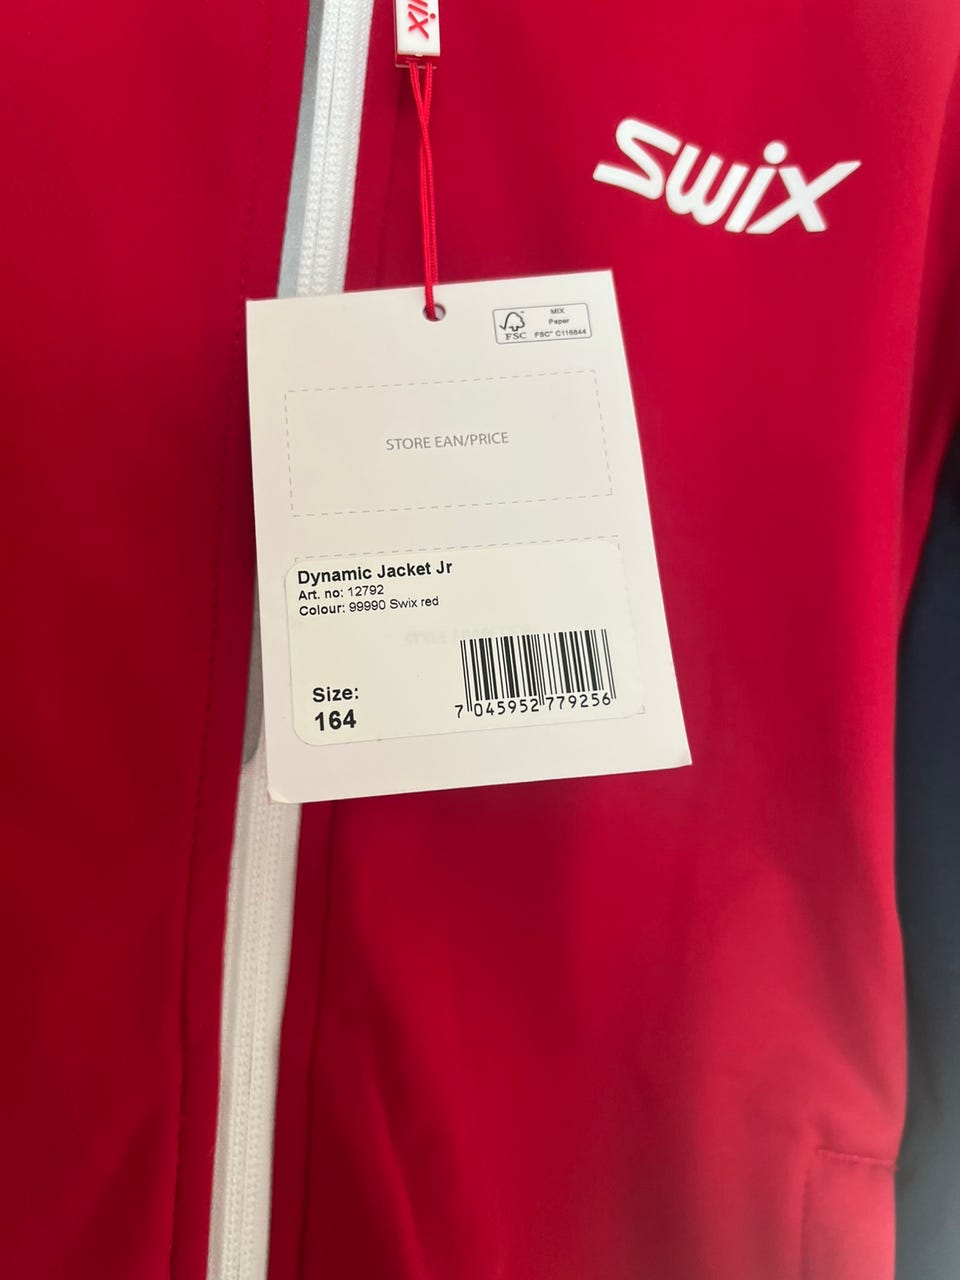 swix
swix
MIX
Paper
FSC
FSC™ C116844
STORE EAN/PRICE
Dynamic Jacket Jr
Art. no: 12792
Colour: 99990 Swix red
Size:
164
7 045952 779256